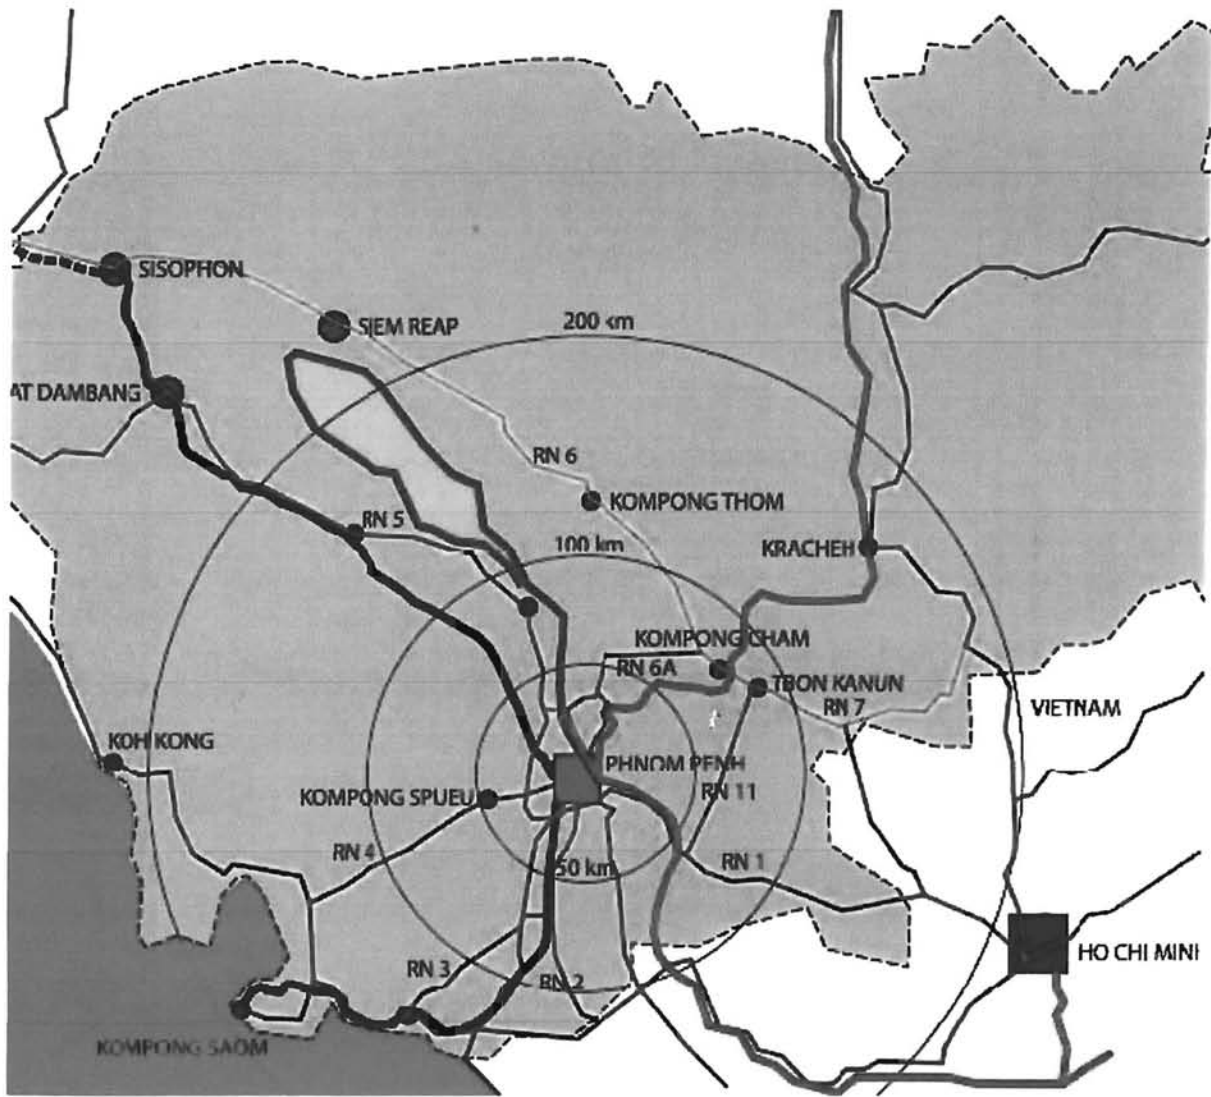 SISOPHON
SIEM REAP
200 km
AT DAMBANG
RN 6
KOMPONG THOM
RN 5
100 km
KRACHEH
KOMPONG CHAM
RN 6A
TBON KANUN
RN 7
VIETNAM
KOH KONG
PHNOM PENH
KOMPONG SPUEU
RN 11
RN 4
50 km
RN 1
HO CHI MINI
RN 3
RN 2
KOMPONG SAOM